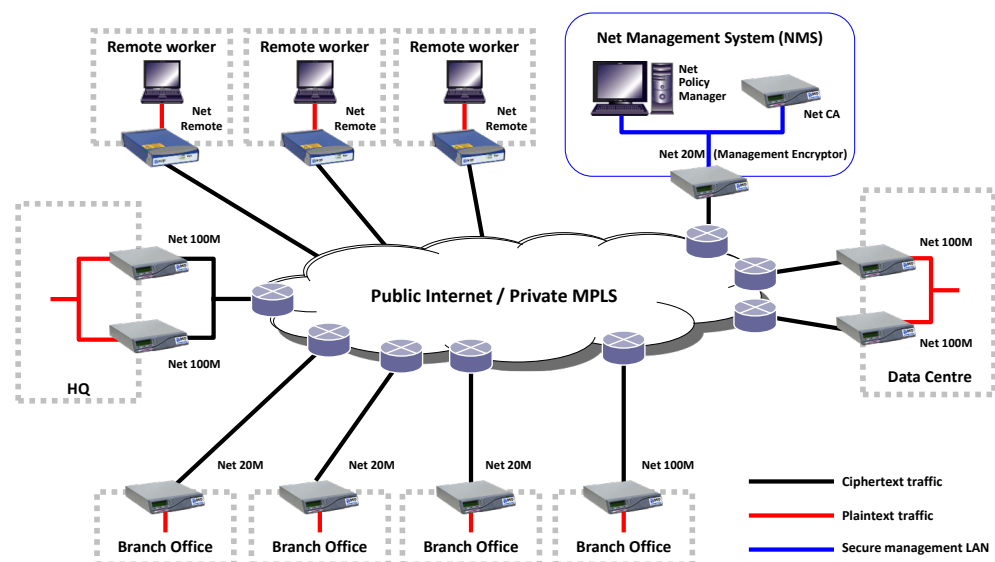 Remote worker
Remote worker
Remote worker
Net Management System (NMS)
Net
Remote
Net
Remote
Net
Remote
Net
Policy
Manager
Net CA
Net 20M (Management Encryptor)
Net 100M
Net 100M
HQ
Public Internet / Private MPLS
Net 100M
Net 100M
Data Centre
Net 20M
Net 20M
Net 20M
Net 100M
Branch Office
Branch Office
Branch Office
Branch Office
Ciphertext traffic
Plaintext traffic
Secure management LAN